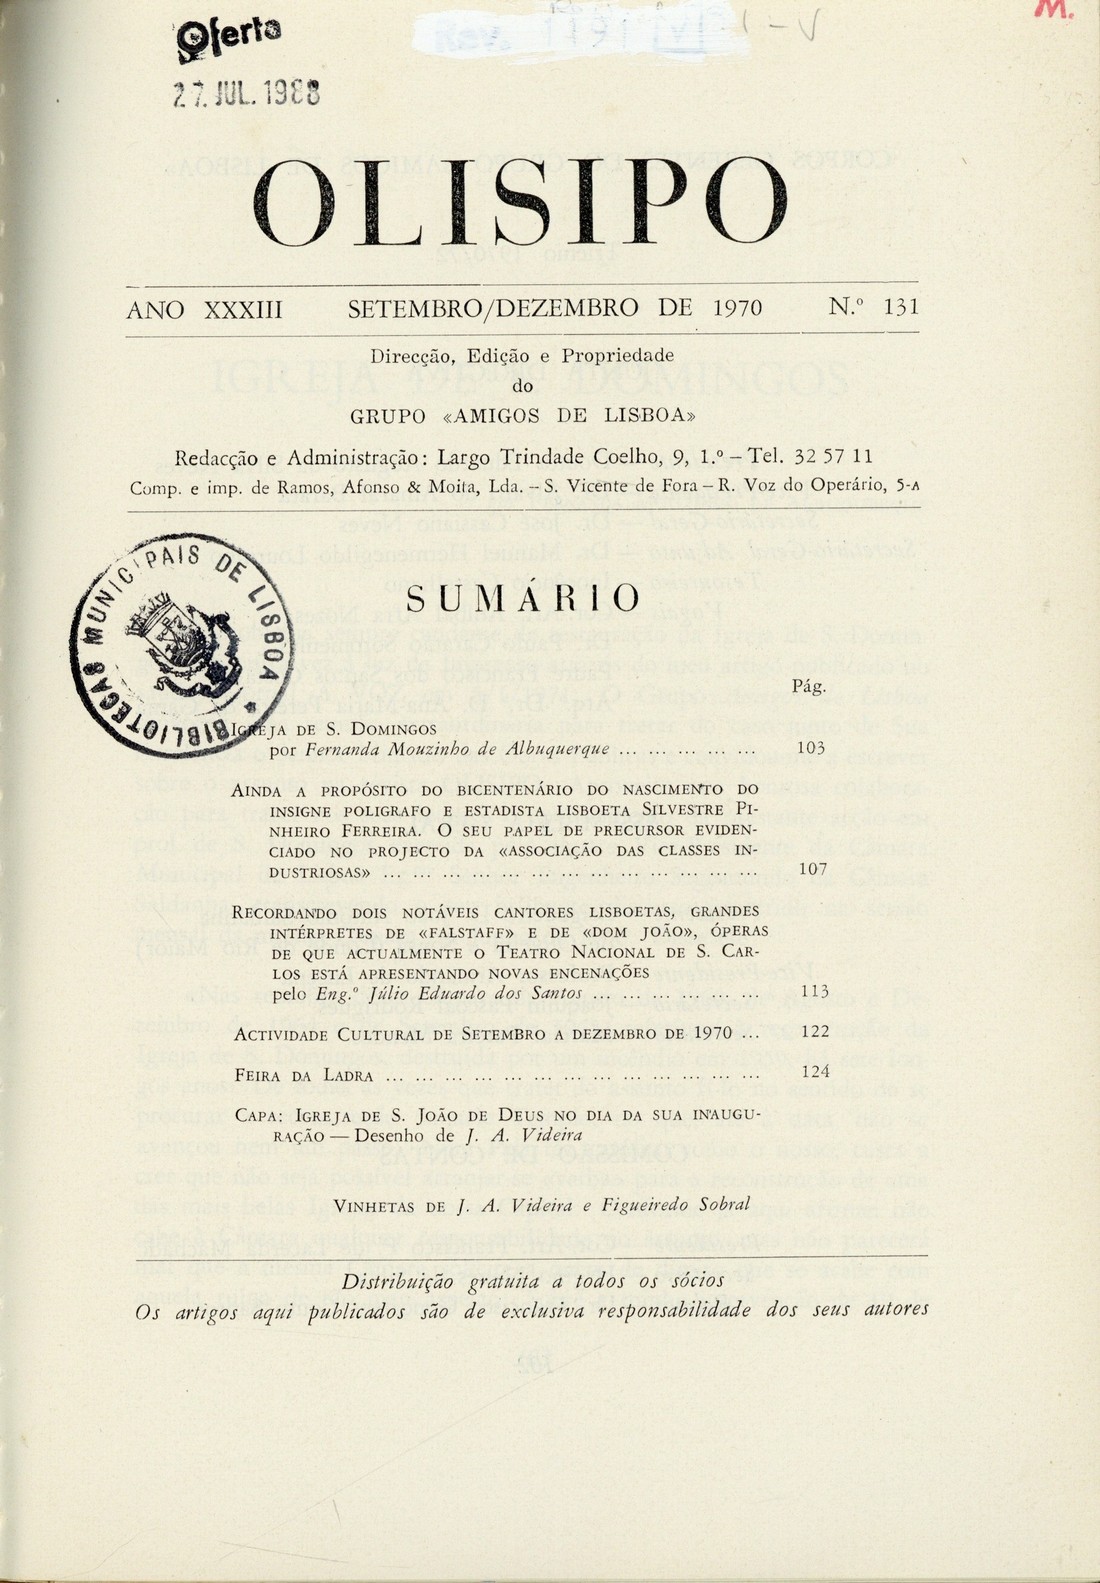 Oferta
27. JUL. 1988
M.
I-V
OLISIPO
ANO XXXIII SETEMBRO/DEZEMBRO DE 1970 N.º 131
Direcção, Edição e Propriedade
do
GRUPO «AMIGOS DE LISBOA»
Redacção e Administração: Largo Trindade Coelho, 9, 1.º – Tel. 32 57 11
Comp. e imp. de Ramos, Afonso & Moita, Lda. – S. Vicente de Fora – R. Voz do Operário, 5-A
BIBLIOTECAS MUNICIPAIS DE LISBOA *
SUMÁRIO
Pág.
IGREJA DE S. DOMINGOS
por Fernanda Mouzinho de Albuquerque ... ... ... ... ... 103
AINDA A PROPÓSITO DO BICENTENÁRIO DO NASCIMENTO DO
INSIGNE POLIGRAFO E ESTADISTA LISBOETA SILVESTRE PI-
NHEIRO FERREIRA. O SEU PAPEL DE PRECURSOR EVIDEN-
CIADO NO PROJECTO DA «ASSOCIAÇÃO DAS CLASSES IN-
DUSTRIOSAS» ... ... ... ... ... ... ... ... ... ... ... ... ... 107
RECORDANDO DOIS NOTÁVEIS CANTORES LISBOETAS, GRANDES
INTÉRPRETES DE «FALSTAFF» E DE «DOM JOÃO», ÓPERAS
DE QUE ACTUALMENTE O TEATRO NACIONAL DE S. CAR-
LOS ESTÁ APRESENTANDO NOVAS ENCENAÇÕES
pelo Eng.º Júlio Eduardo dos Santos ... ... ... ... ... ... 113
ACTIVIDADE CULTURAL DE SETEMBRO A DEZEMBRO DE 1970 ... 122
FEIRA DA LADRA ... ... ... ... ... ... ... ... ... ... ... ... ... 124
CAPA: IGREJA DE S. JOÃO DE DEUS NO DIA DA SUA INAUGU-
RAÇÃO — Desenho de J. A. Videira
VINHETAS DE J. A. Videira e Figueiredo Sobral
Distribuição gratuita a todos os sócios
Os artigos aqui publicados são de exclusiva responsabilidade dos seus autores